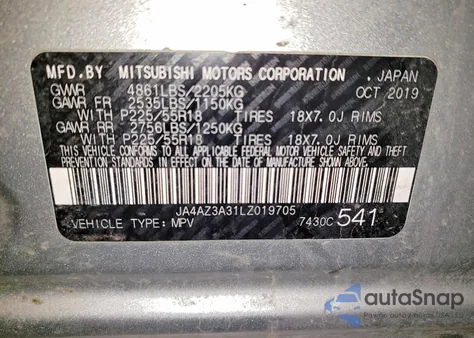 MFD.BY MITSUBISHI MOTORS CORPORATION . JAPAN
GVWR 4861LBS/2205KG OCT 2019
GAWR FR 2535LBS/1150KG
WITH P225/55R18 TIRES 18X7.0J RIMS
GAWR RR 2756LBS/1250KG
WITH P225/55R18 TIRES 18X7.0J RIMS
THIS VEHICLE CONFORMS TO ALL APPLICABLE FEDERAL
MOTOR VEHICLE SAFETY, BUMPER AND THEFT PREVENTION
STANDARDS IN EFFECT ON THE DATE OF MANUFACTURE
SHOWN ABOVE.
JA4AZ3A31LZ019705
VEHICLE TYPE: MPV 7430C 541
autoSnap